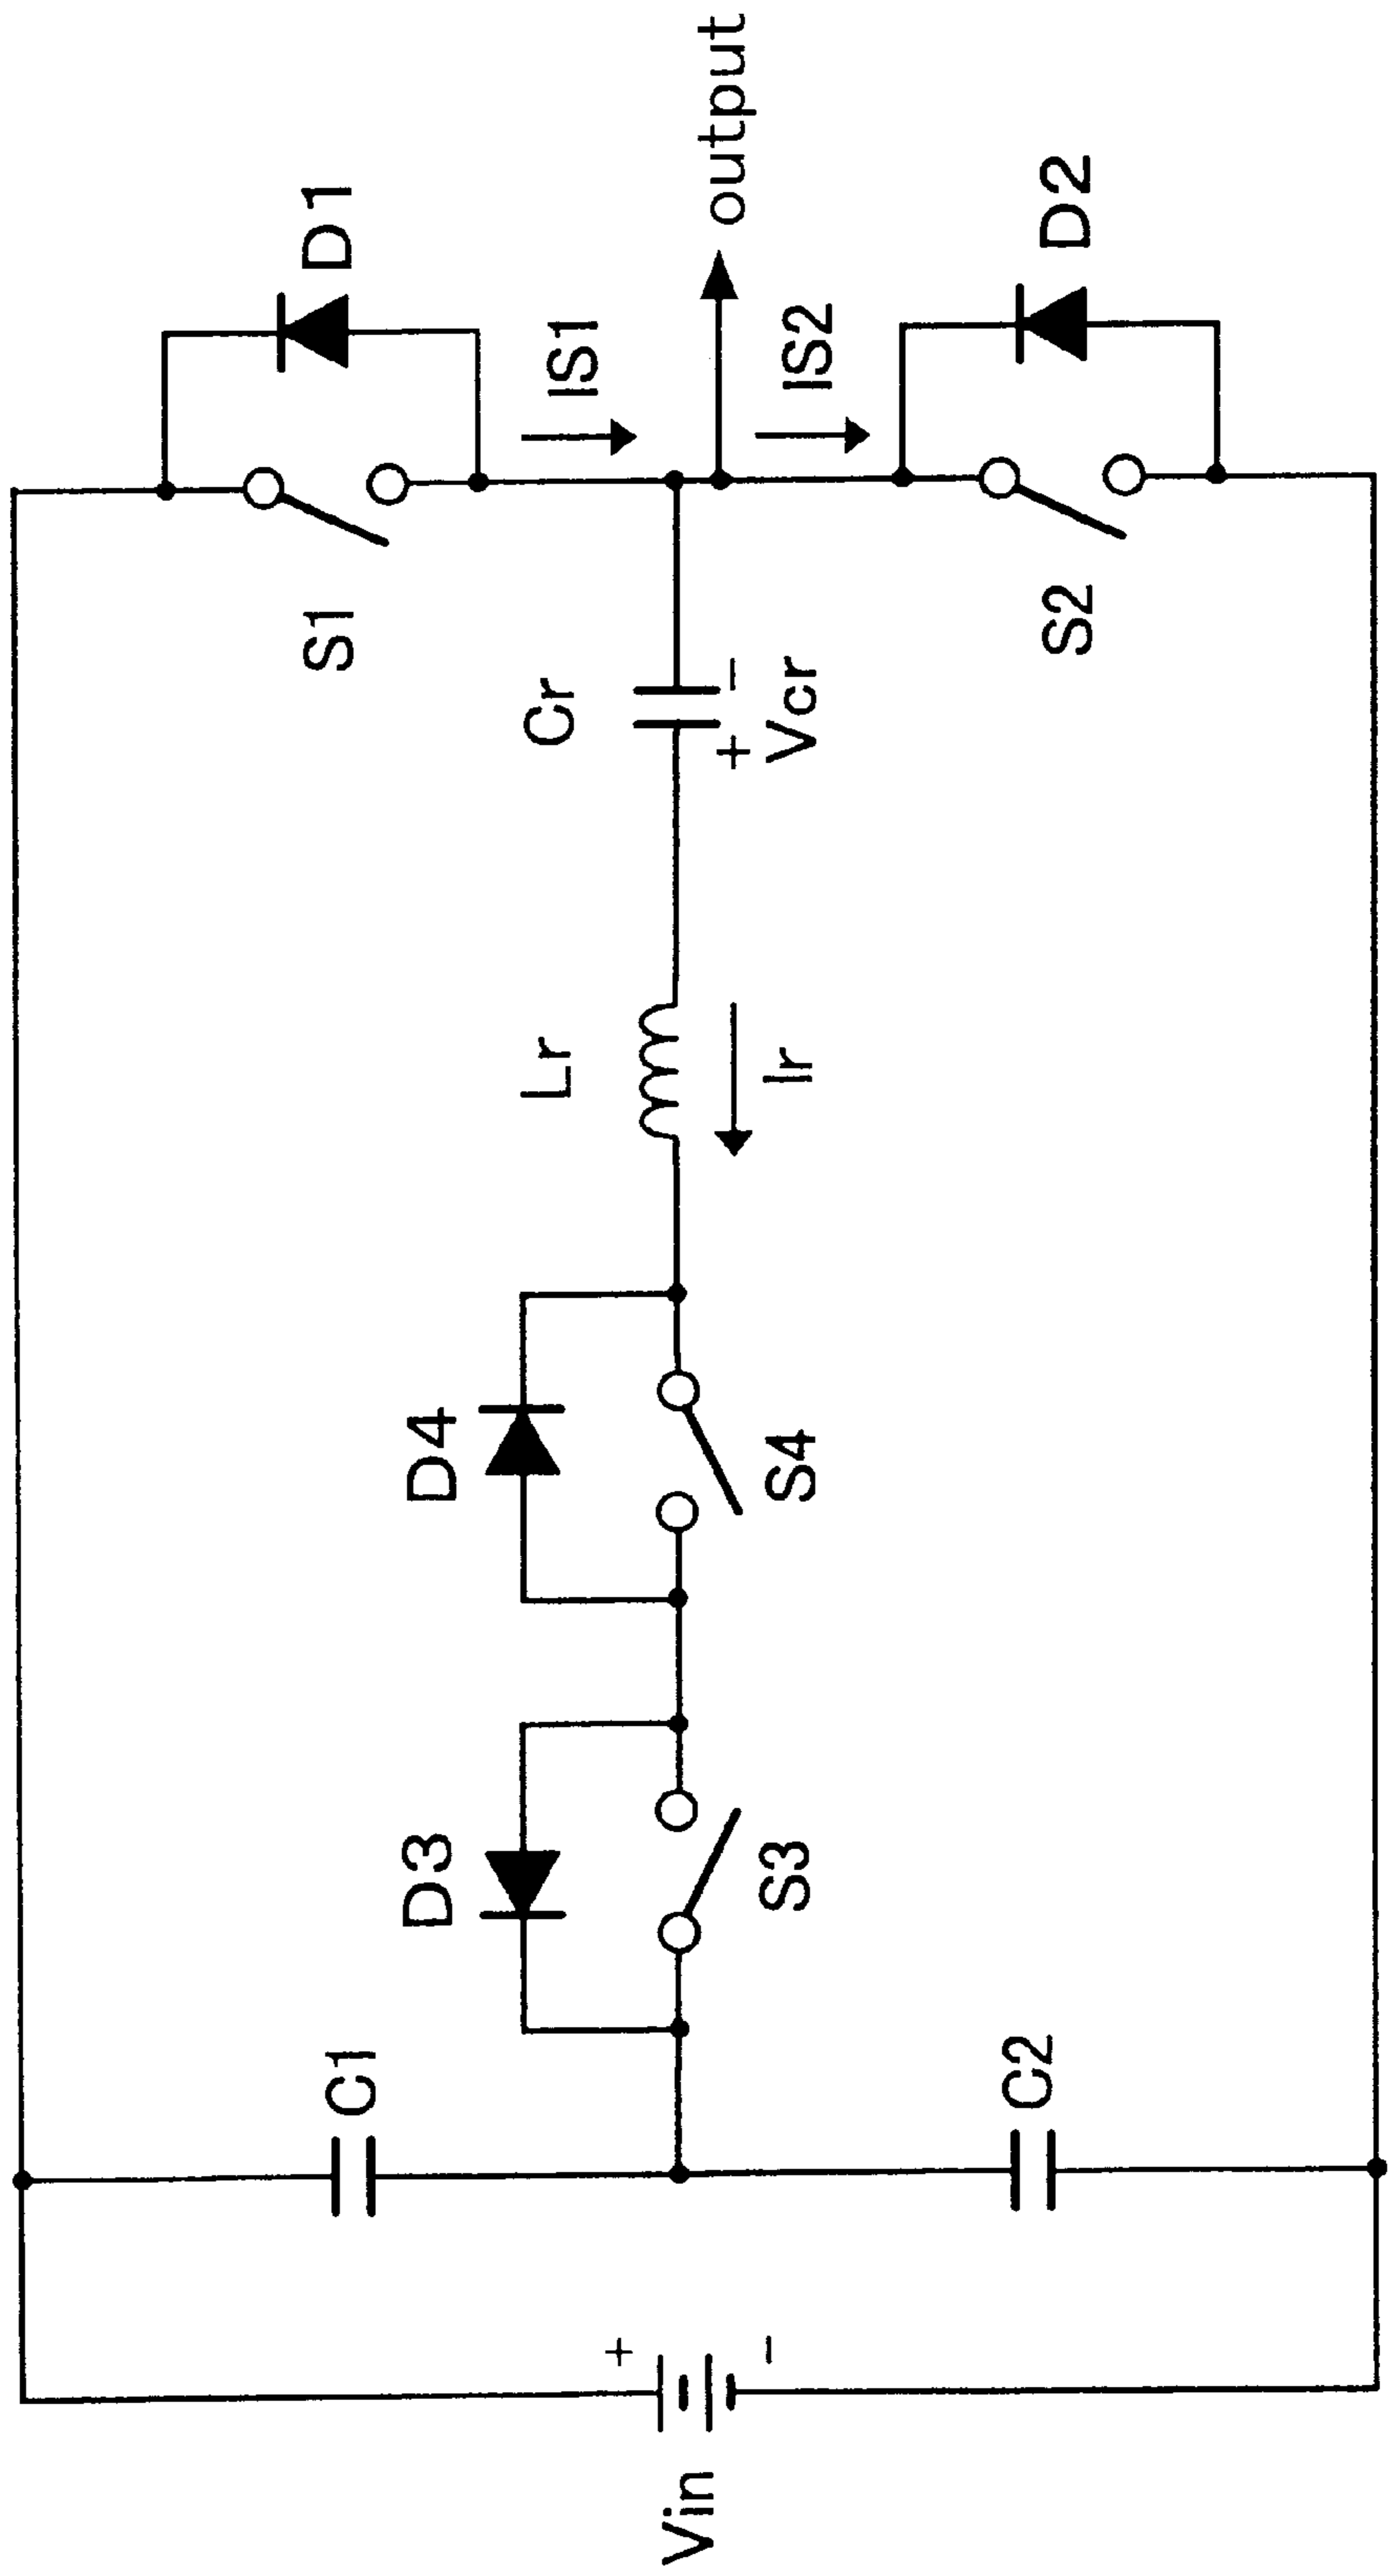 Vin
+
-
C1
C2
D3
S3
D4
S4
Lr
Ir
Cr
+ -
Vcr
S1
D1
IS1
output
IS2
S2
D2